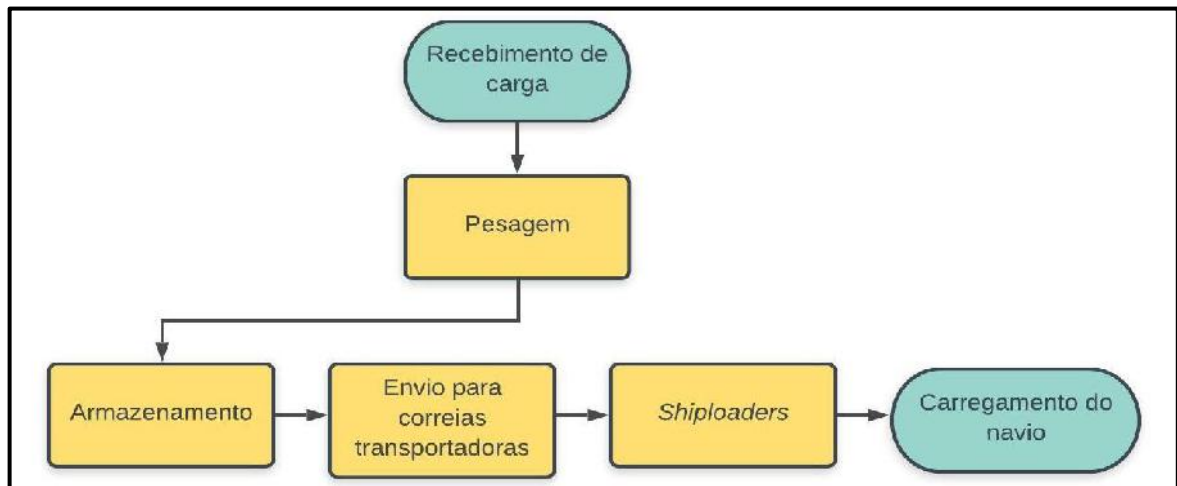 Recebimento de
carga
Pesagem
Armazenamento
Envio para
correias
transportadoras
Shiploaders
Carregamento do
navio